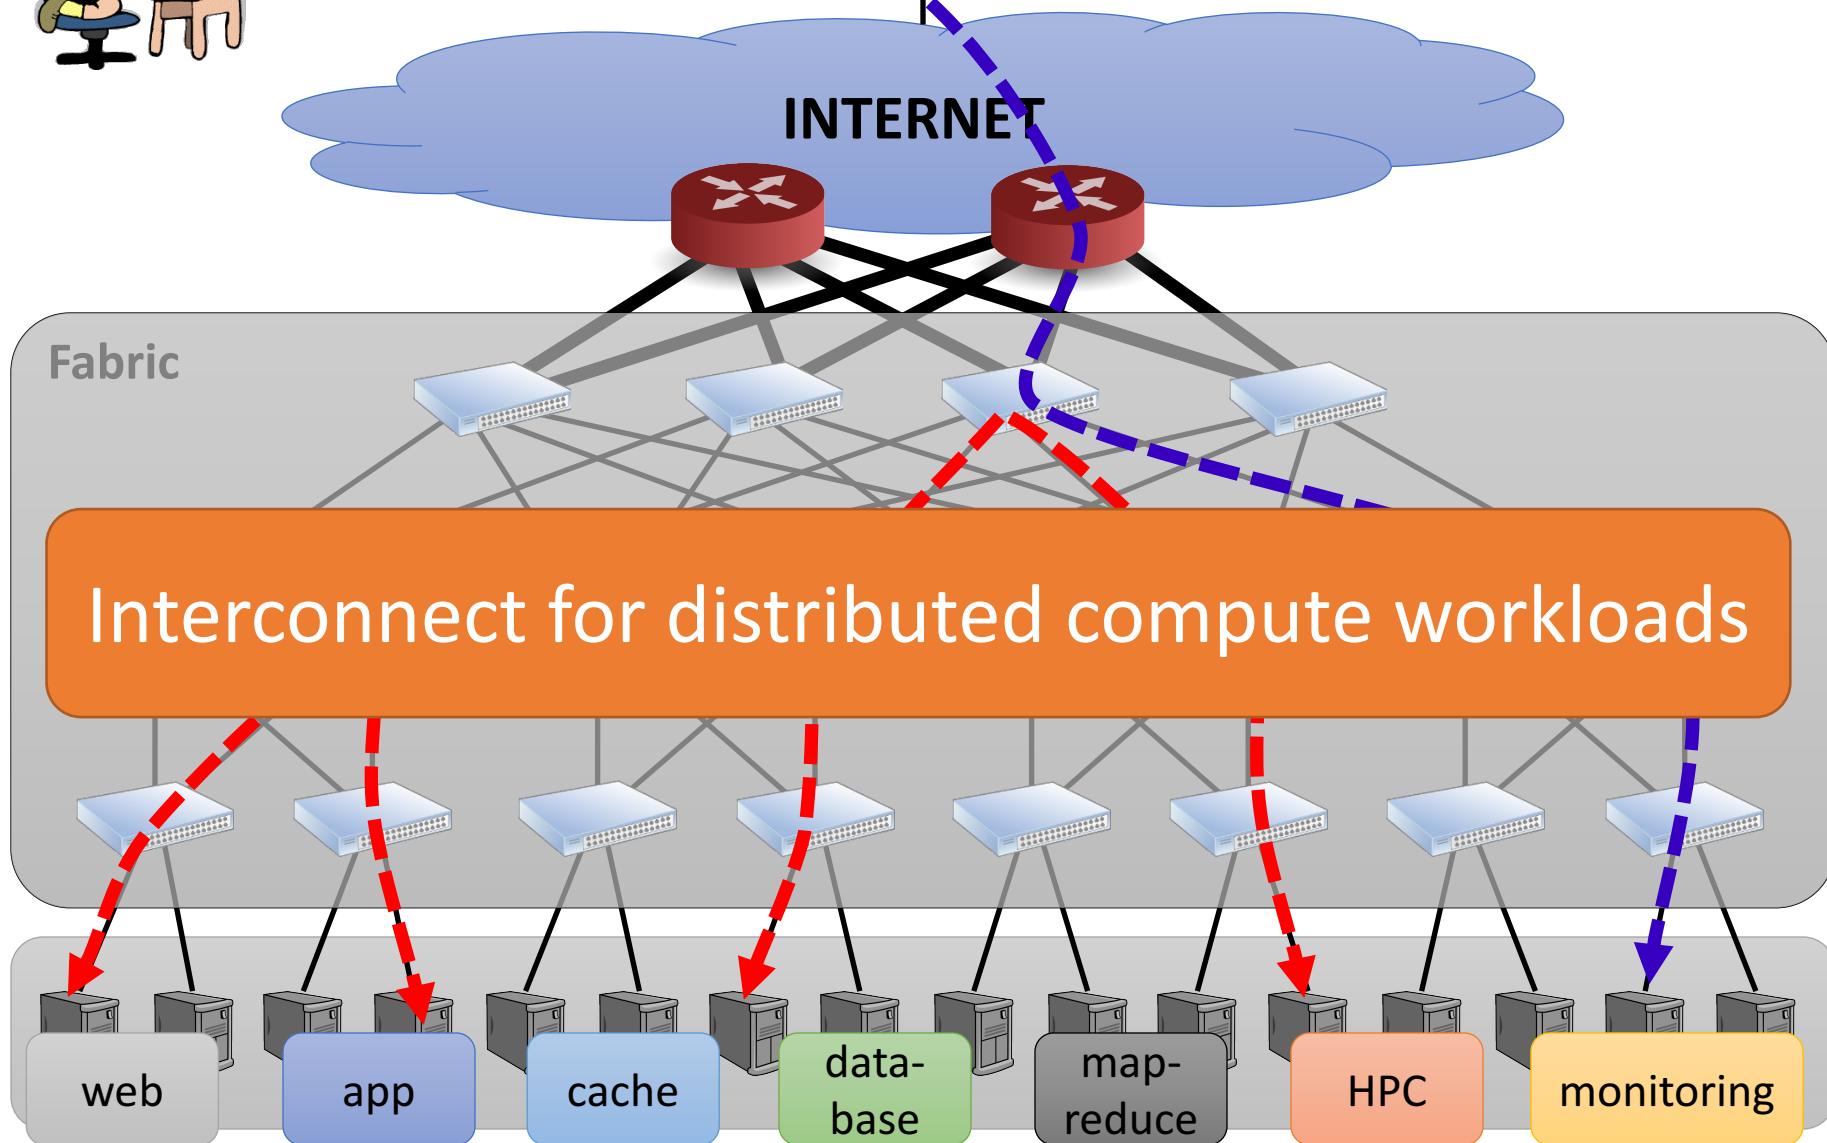 INTERNET
Fabric
Interconnect for distributed compute workloads
web
app
cache
data-
base
map-
reduce
HPC
monitoring